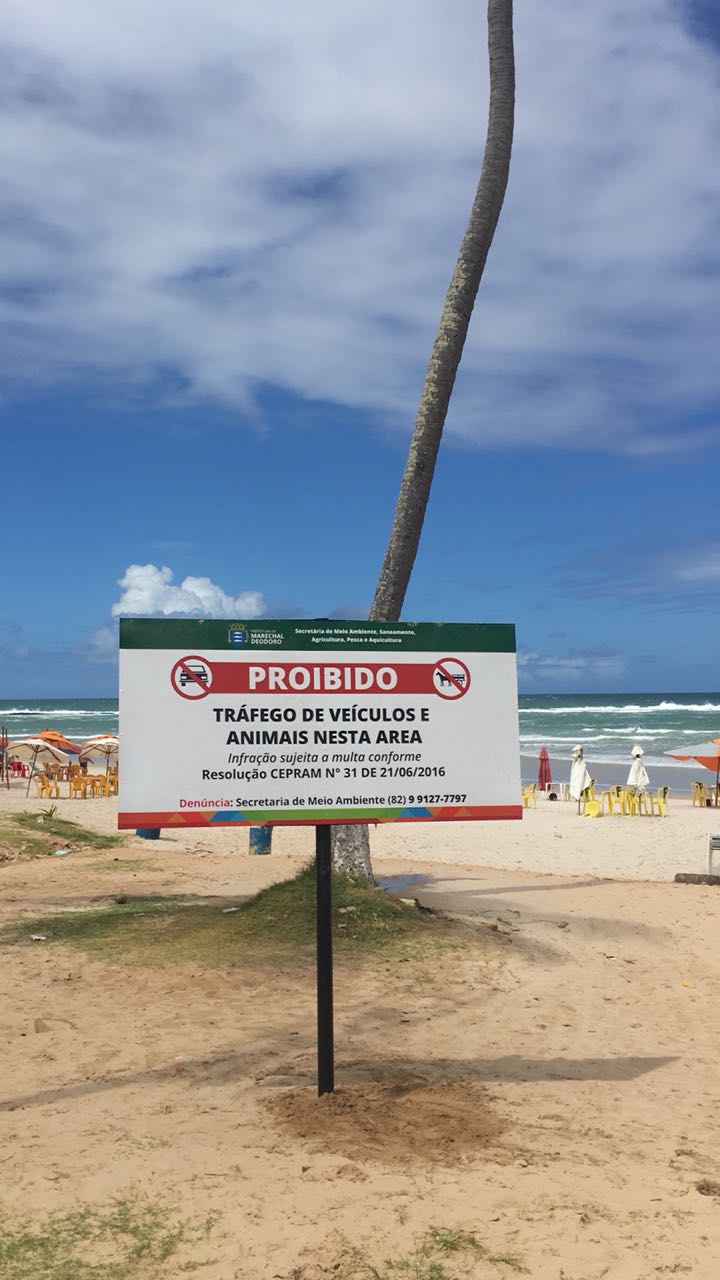 PREFEITURA DE
MARECHAL
DEODORO
Secretária de Meio Ambiente, Saneamento,
Agricultura, Pesca e Aquicultura
PROIBIDO
TRÁFEGO DE VEÍCULOS E
ANIMAIS NESTA AREA
Infração sujeita a multa conforme
Resolução CEPRAM N° 31 DE 21/06/2016
Denúncia: Secretaria de Meio Ambiente (82) 9 9127-7797